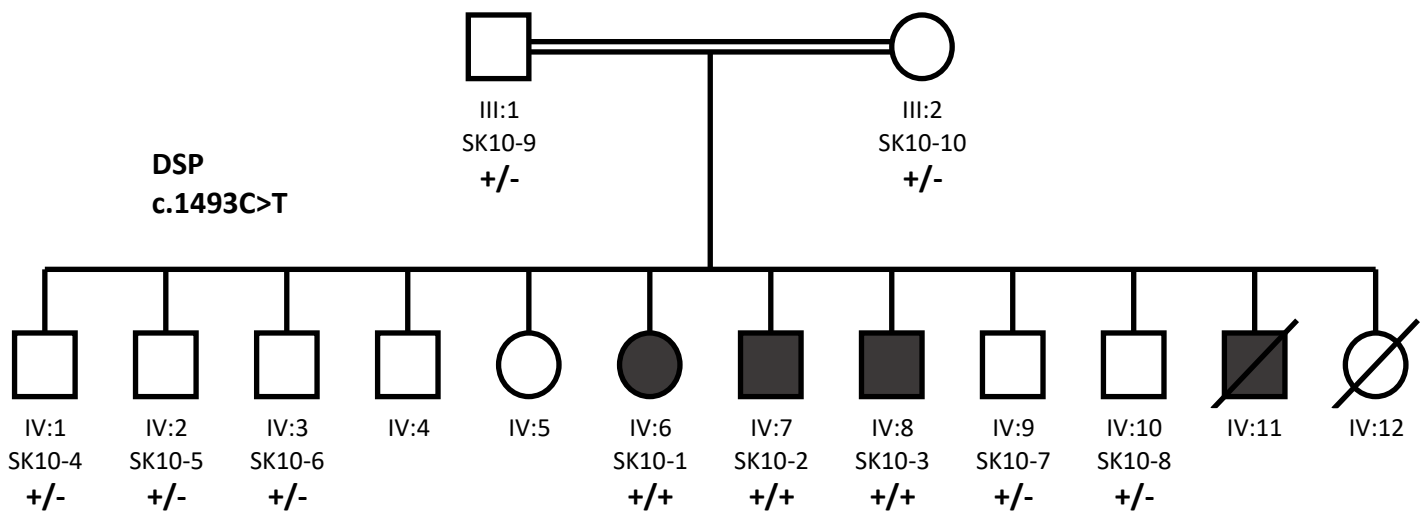 III:1 III:2
SK10-9 SK10-10
+/- +/-
DSP
c.1493C>T
IV:1 IV:2 IV:3 IV:4 IV:5 IV:6 IV:7 IV:8 IV:9 IV:10 IV:11 IV:12
SK10-4 SK10-5 SK10-6 SK10-1 SK10-2 SK10-3 SK10-7 SK10-8
+/- +/- +/- +/+ +/+ +/+ +/- +/-